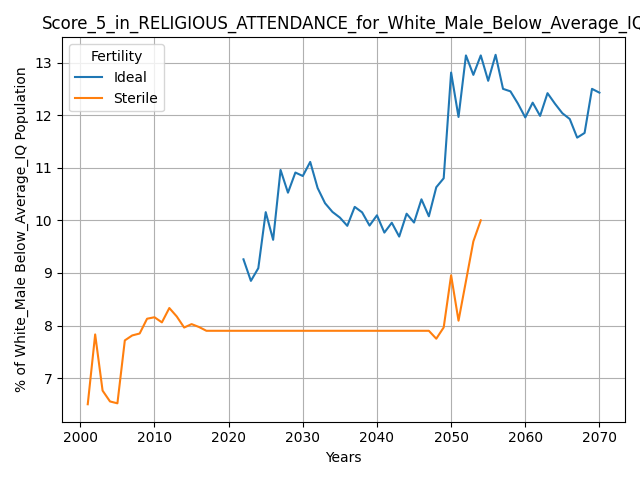 Score_5_in_RELIGIOUS_ATTENDANCE_for_White_Male_Below_Average_IQ
Fertility
Ideal
Sterile
% of White_Male Below_Average_IQ Population
13
12
11
10
9
8
7
2000 2010 2020 2030 2040 2050 2060 2070
Years